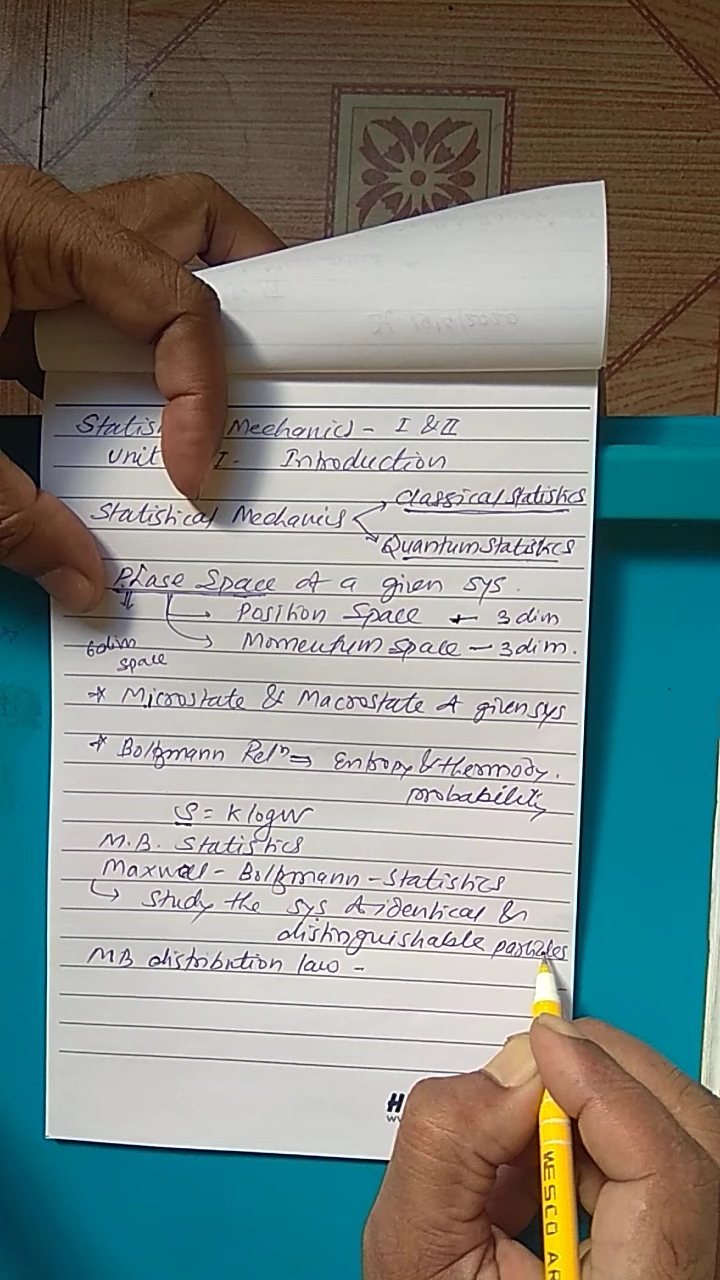 Statis Mechanics - I & II
Unit I - Introduction
Classical Statistics
Statistical Mechanics
Quantum Statistics
Phase Space of a given sys.
Position Space - 3 dim
6 dim space
Momentum space - 3 dim.
* Microstate & Macrostate of given sys
* Boltzmann Relⁿ ⇒ Entropy & thermody.
probability
S = K log W
M.B. Statistics
Maxwell - Boltzmann - Statistics
↳ Study the sys of identical &
distinguishable particles
MB distribution law -
H
WESCO AR